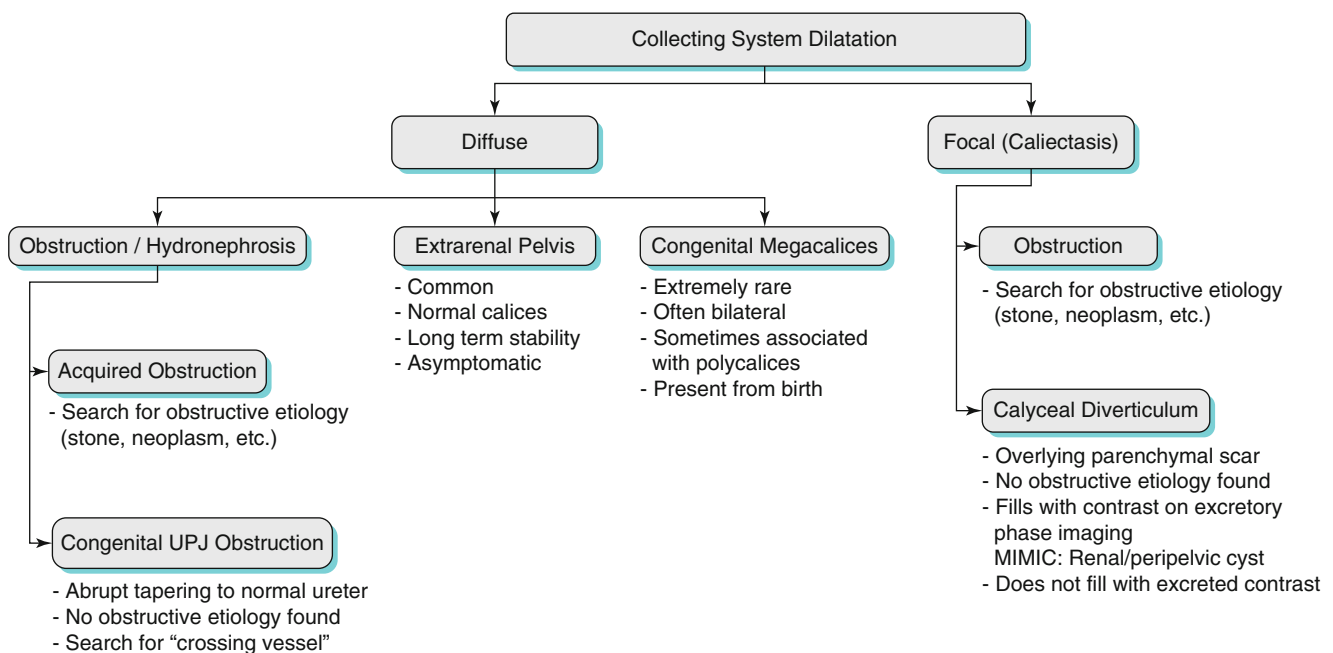 Collecting System Dilatation
Diffuse
Focal (Caliectasis)
Obstruction / Hydronephrosis
Extrarenal Pelvis
- Common
- Normal calices
- Long term stability
- Asymptomatic
Congenital Megacalices
- Extremely rare
- Often bilateral
- Sometimes associated
with polycalices
- Present from birth
Obstruction
- Search for obstructive etiology
(stone, neoplasm, etc.)
Acquired Obstruction
- Search for obstructive etiology
(stone, neoplasm, etc.)
Calyceal Diverticulum
- Overlying parenchymal scar
- No obstructive etiology found
- Fills with contrast on excretory
phase imaging
MIMIC: Renal/peripelvic cyst
- Does not fill with excreted contrast
Congenital UPJ Obstruction
- Abrupt tapering to normal ureter
- No obstructive etiology found
- Search for “crossing vessel”